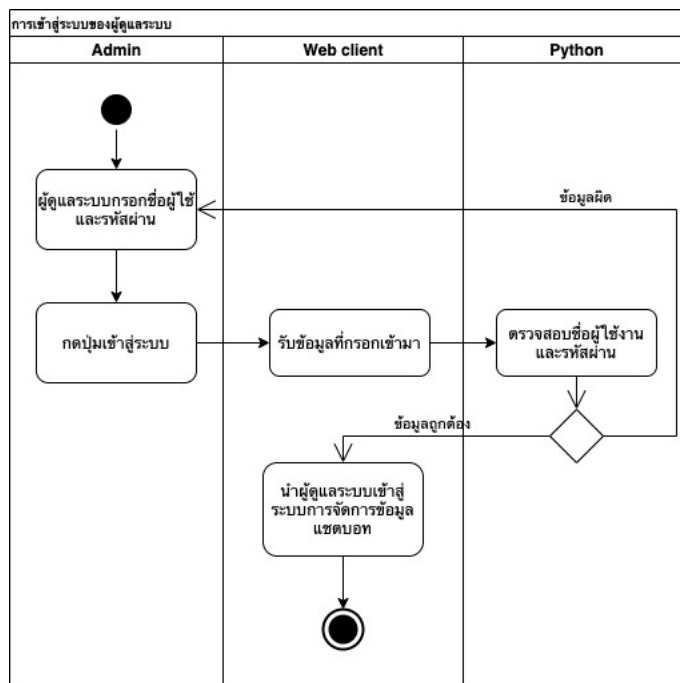 การเข้าสู่ระบบของผู้ดูแลระบบ
Admin
Web client
Python
ผู้ดูแลระบบกรอกชื่อผู้ใช้
และรหัสผ่าน
ข้อมูลผิด
กดปุ่มเข้าสู่ระบบ
รับข้อมูลที่กรอกเข้ามา
ตรวจสอบชื่อผู้ใช้งาน
และรหัสผ่าน
ข้อมูลถูกต้อง
นำผู้ดูแลระบบเข้าสู่
ระบบการจัดการข้อมูล
แชตบอท